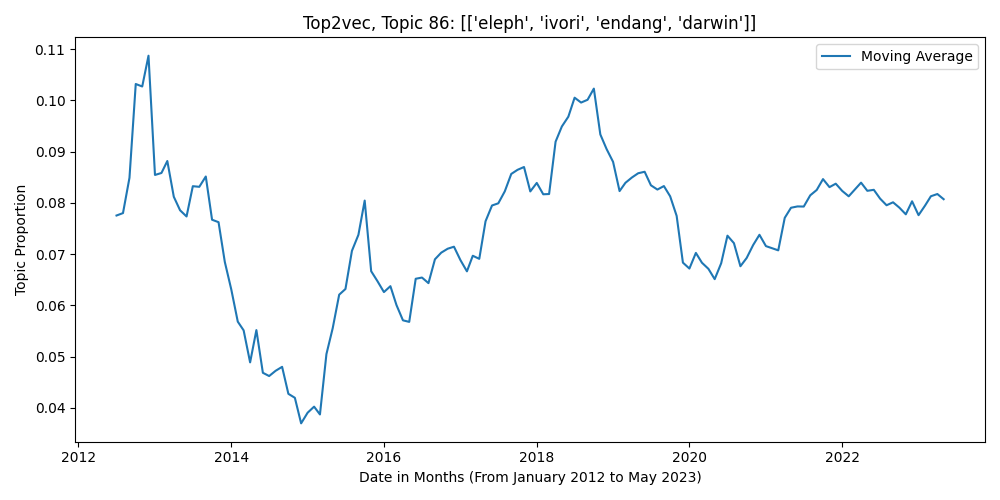 Top2vec, Topic 86: [['eleph', 'ivori', 'endang', 'darwin']]
Moving Average
Topic Proportion
0.11
0.10
0.09
0.08
0.07
0.06
0.05
0.04
2012 2014 2016 2018 2020 2022
Date in Months (From January 2012 to May 2023)